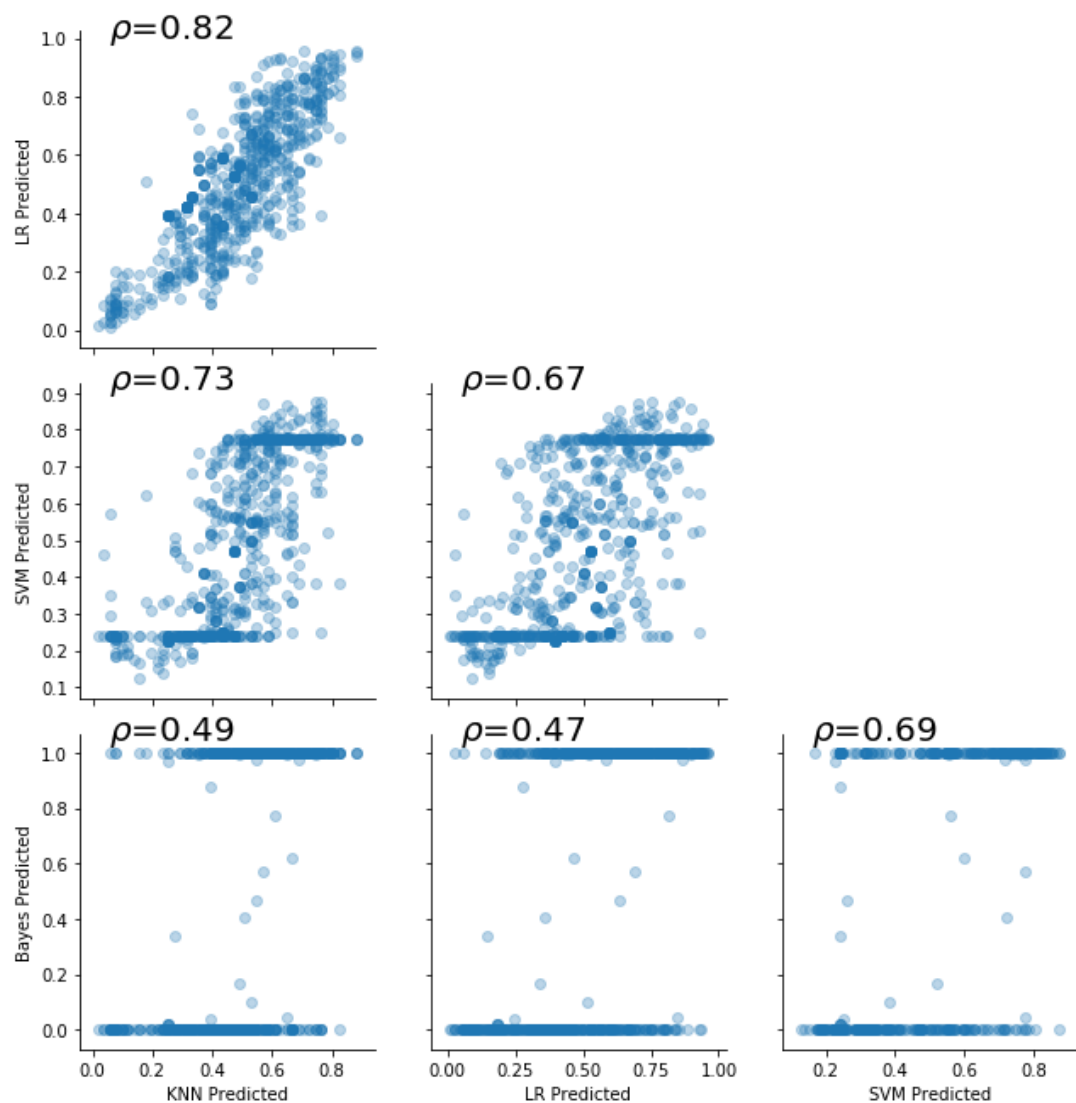 ρ=0.82
1.0
0.8
0.6
0.4
0.2
0.0
LR Predicted
ρ=0.73
ρ=0.67
0.9
0.8
0.7
0.6
0.5
0.4
0.3
0.2
0.1
SVM Predicted
ρ=0.49
ρ=0.47
ρ=0.69
1.0
0.8
0.6
0.4
0.2
0.0
Bayes Predicted
0.0 0.2 0.4 0.6 0.8
0.00 0.25 0.50 0.75 1.00
0.2 0.4 0.6 0.8
KNN Predicted
LR Predicted
SVM Predicted